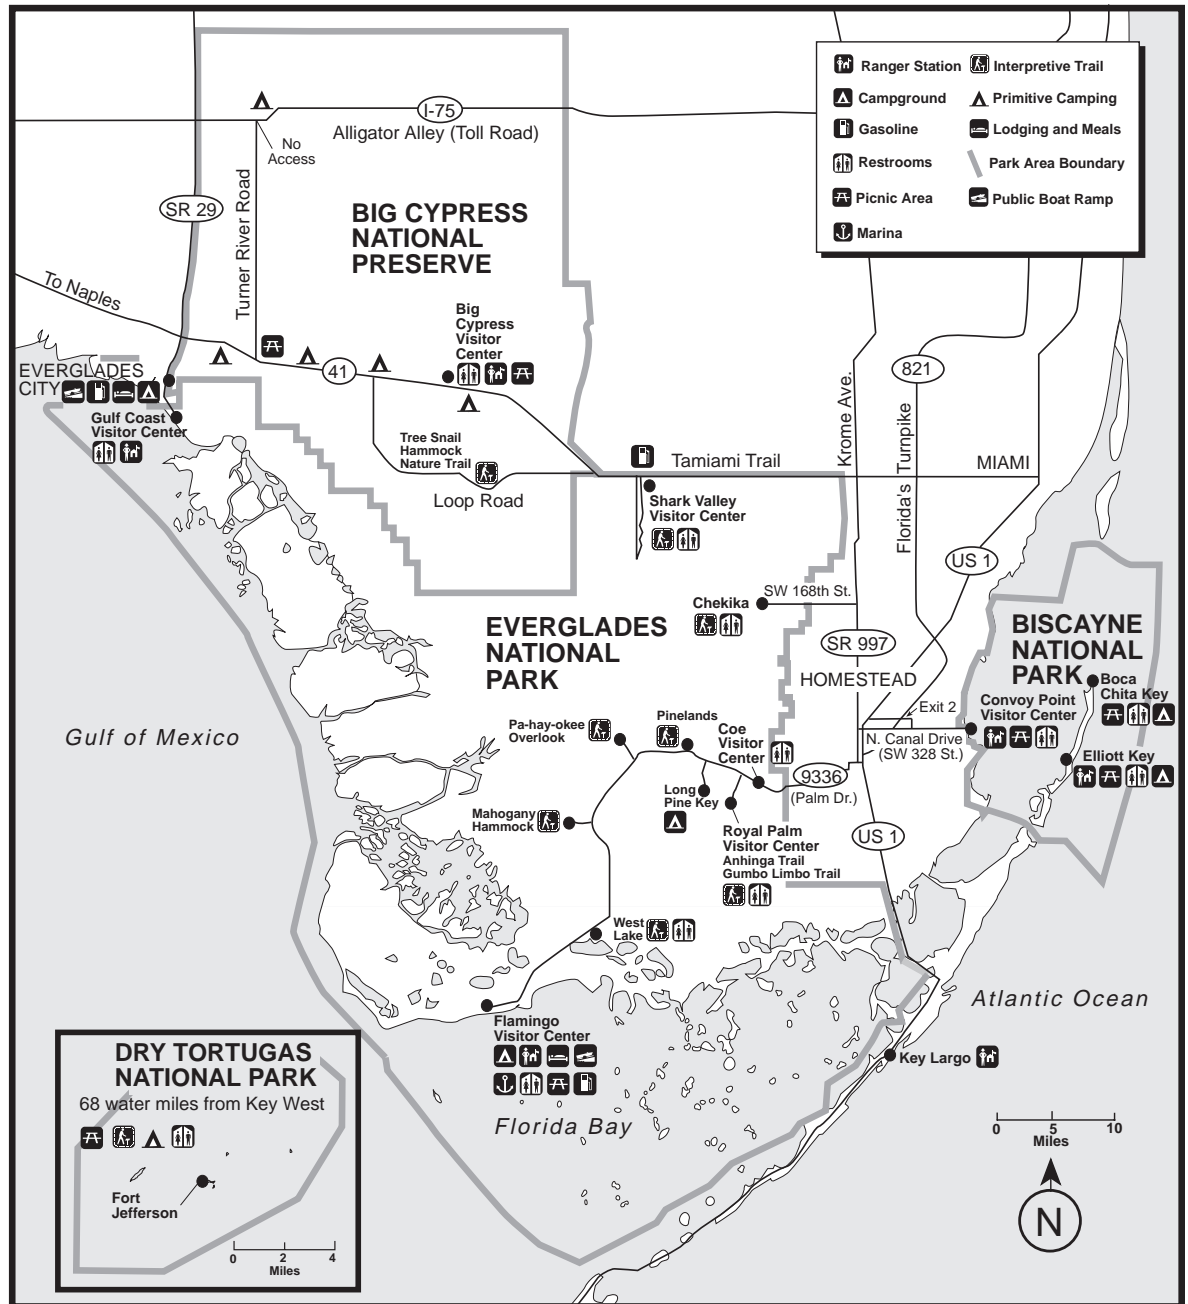 Ranger Station
Interpretive Trail
Campground
Primitive Camping
Gasoline
Lodging and Meals
Restrooms
Park Area Boundary
Picnic Area
Public Boat Ramp
Marina
I-75
Alligator Alley (Toll Road)
No
Access
SR 29
Turner River Road
BIG CYPRESS
NATIONAL
PRESERVE
To Naples
Big
Cypress
Visitor
Center
EVERGLADES
CITY
41
821
Krome Ave.
Florida's Turnpike
Gulf Coast
Visitor Center
Tree Snail
Hammock
Nature Trail
Loop Road
Tamiami Trail
MIAMI
Shark Valley
Visitor Center
US 1
SW 168th St.
Chekika
EVERGLADES
NATIONAL
PARK
BISCAYNE
NATIONAL
PARK
SR 997
HOMESTEAD
Boca
Chita Key
Exit 2
Convoy Point
Visitor Center
Gulf of Mexico
Pa-hay-okee
Overlook
Pinelands
Coe
Visitor
Center
N. Canal Drive
(SW 328 St.)
Elliott Key
9336
(Palm Dr.)
Long
Pine Key
Mahogany
Hammock
Royal Palm
Visitor Center
Anhinga Trail
Gumbo Limbo Trail
US 1
West
Lake
Atlantic Ocean
Flamingo
Visitor Center
Key Largo
Florida Bay
DRY TORTUGAS
NATIONAL PARK
68 water miles from Key West
Fort
Jefferson
0 2 4
Miles
0 5 10
Miles
N